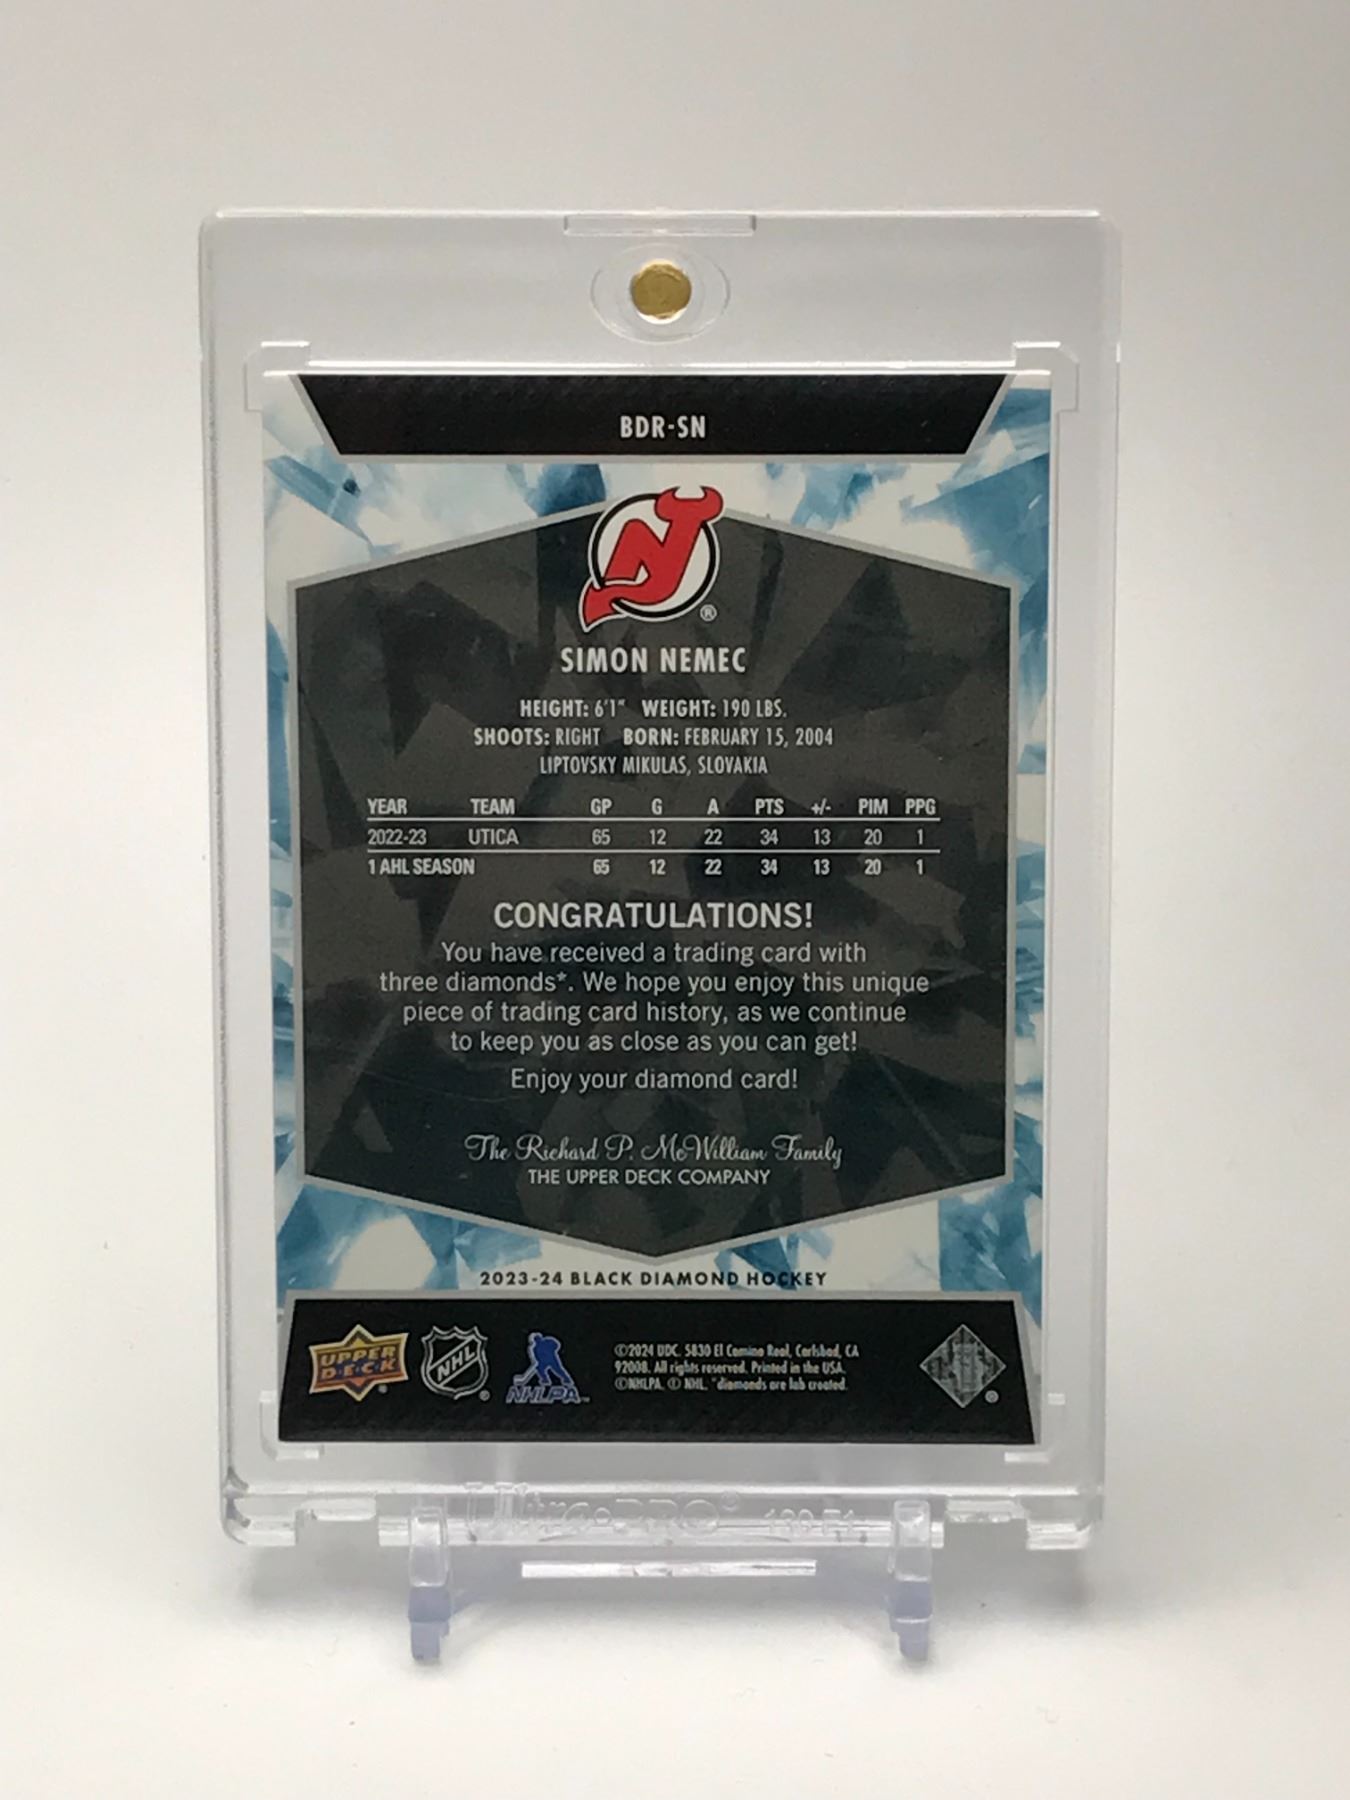 BDR-SN
SIMON NEMEC
HEIGHT: 6'1" WEIGHT: 190 LBS.
SHOOTS: RIGHT BORN: FEBRUARY 15, 2004
LIPTOVSKY MIKULAS, SLOVAKIA
YEAR TEAM GP G A PTS +/- PIM PPG
2022-23 UTICA 65 12 22 34 13 20 1
1 AHL SEASON 65 12 22 34 13 20 1
CONGRATULATIONS!
You have received a trading card with
three diamonds*. We hope you enjoy this unique
piece of trading card history, as we continue
to keep you as close as you can get!
Enjoy your diamond card!
The Richard P. McWilliam Family
THE UPPER DECK COMPANY
2023-24 BLACK DIAMOND HOCKEY
UPPER DECK
NHL
NHLPA
©2024 UDC. 5830 El Camino Real, Carlsbad, CA
92008. All rights reserved. Printed in the USA.
©NHLPA. © NHL. *diamonds are lab created.
Ultra-PRO®